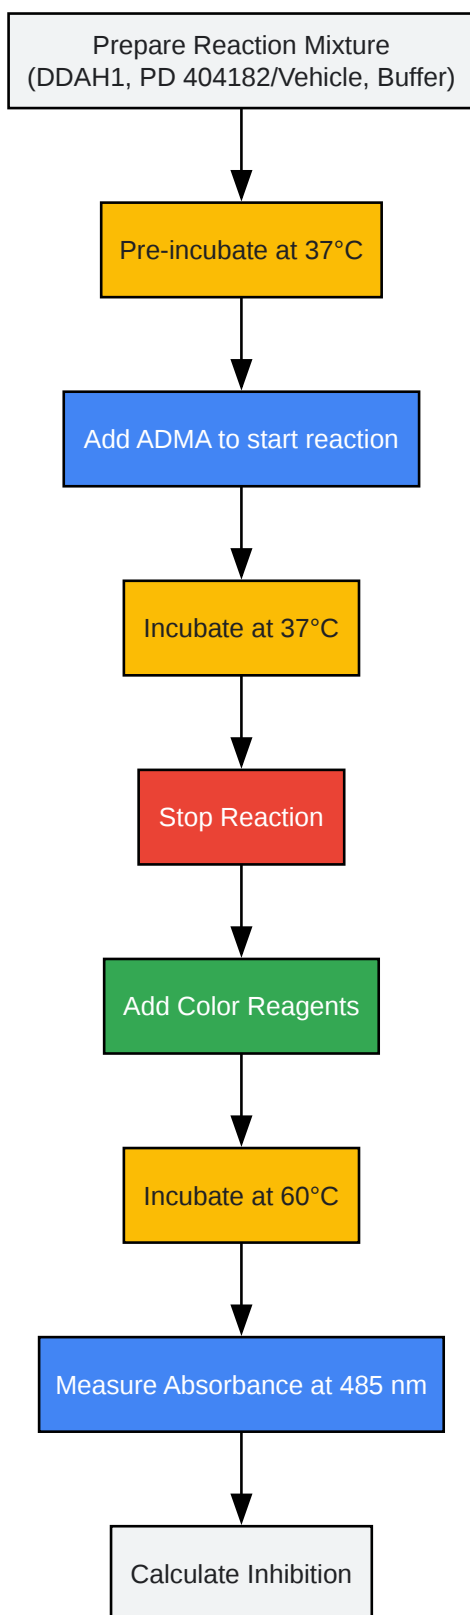 Prepare Reaction Mixture
(DDAH1, PD 404182/Vehicle, Buffer)
Pre-incubate at 37°C
Add ADMA to start reaction
Incubate at 37°C
Stop Reaction
Add Color Reagents
Incubate at 60°C
Measure Absorbance at 485 nm
Calculate Inhibition